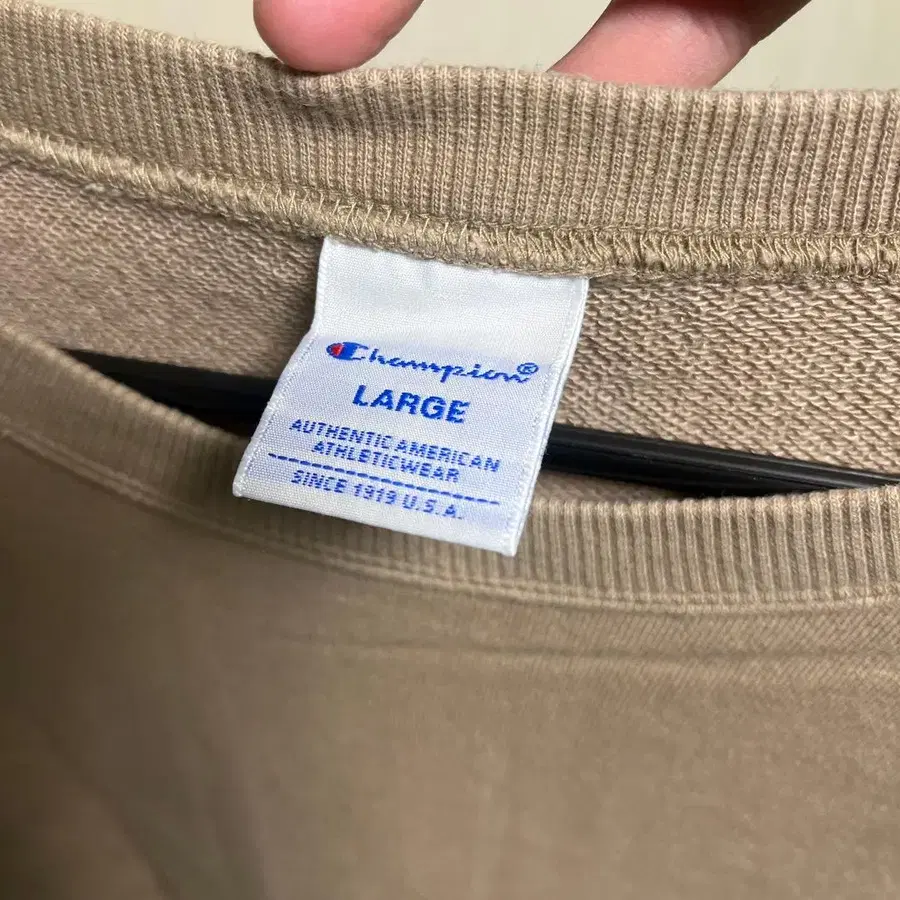 Champion®
LARGE
AUTHENTIC AMERICAN
ATHLETICWEAR
SINCE 1919 U.S.A.